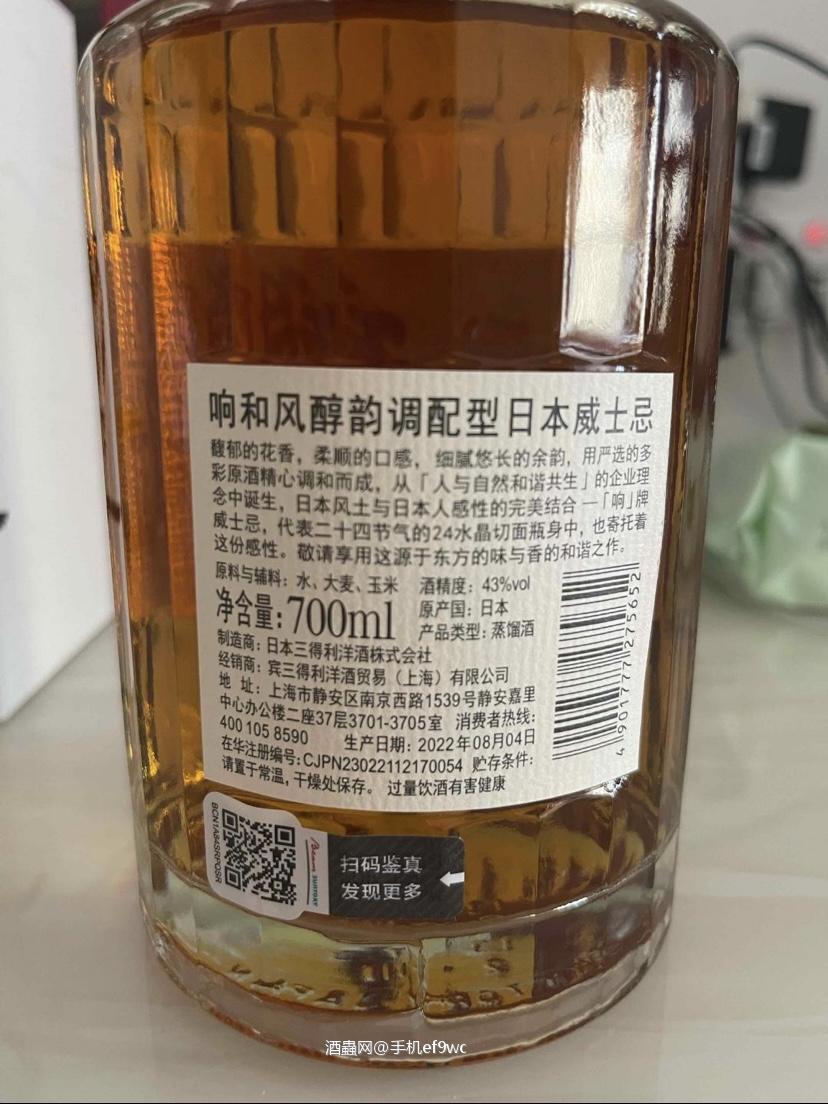 响和风醇韵调配型日本威士忌
馥郁的花香，柔顺的口感，细腻悠长的余韵，用严选的多
彩原酒精心调和而成，从「人与自然和谐共生」的企业理
念中诞生，日本风土与日本人感性的完美结合 —「响」牌
威士忌，代表二十四节气的24水晶切面瓶身中，也寄托着
这份感性。敬请享用这源于东方的味与香的和谐之作。
原料与辅料：水、大麦、玉米 酒精度：43%vol
净含量：700ml 原产国：日本
产品类型：蒸馏酒
制造商：日本三得利洋酒株式会社
经销商：宾三得利洋酒贸易（上海）有限公司
地 址：上海市静安区南京西路1539号静安嘉里
中心办公楼二座37层3701-3705室 消费者热线：
400 105 8590 生产日期：2022年08月04日
在华注册编号：CJPN23022112170054 贮存条件：
请置于常温，干燥处保存。 过量饮酒有害健康
4 901777 275652
BCN1A84SRPOSR
Beam SUNTORY
扫码鉴真
发现更多
酒蟲网@手机ef9wc